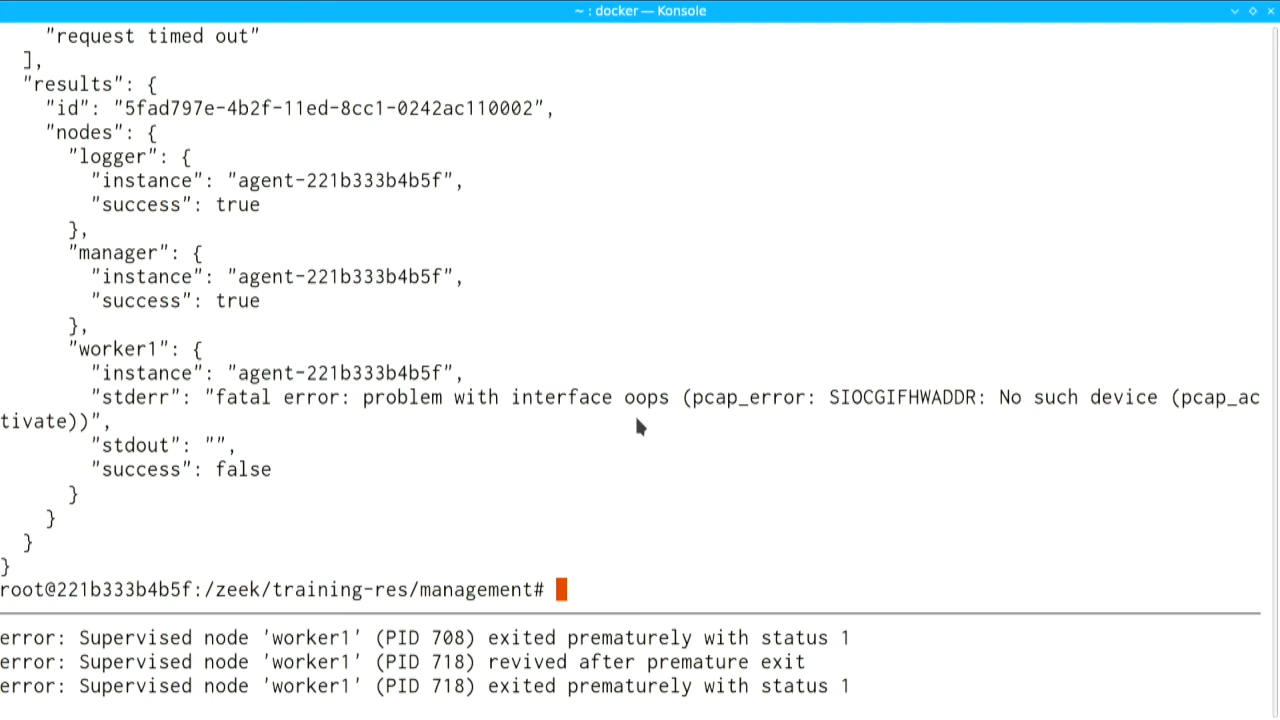 ~ : docker — Konsole
"request timed out"
],
"results": {
"id": "5fad797e-4b2f-11ed-8cc1-0242ac110002",
"nodes": {
"logger": {
"instance": "agent-221b333b4b5f",
"success": true
},
"manager": {
"instance": "agent-221b333b4b5f",
"success": true
},
"worker1": {
"instance": "agent-221b333b4b5f",
"stderr": "fatal error: problem with interface oops (pcap_error: SIOCGIFHWADDR: No such device (pcap_ac
tivate))",
"stdout": "",
"success": false
}
}
}
}
root@221b333b4b5f:/zeek/training-res/management#
error: Supervised node 'worker1' (PID 708) exited prematurely with status 1
error: Supervised node 'worker1' (PID 718) revived after premature exit
error: Supervised node 'worker1' (PID 718) exited prematurely with status 1